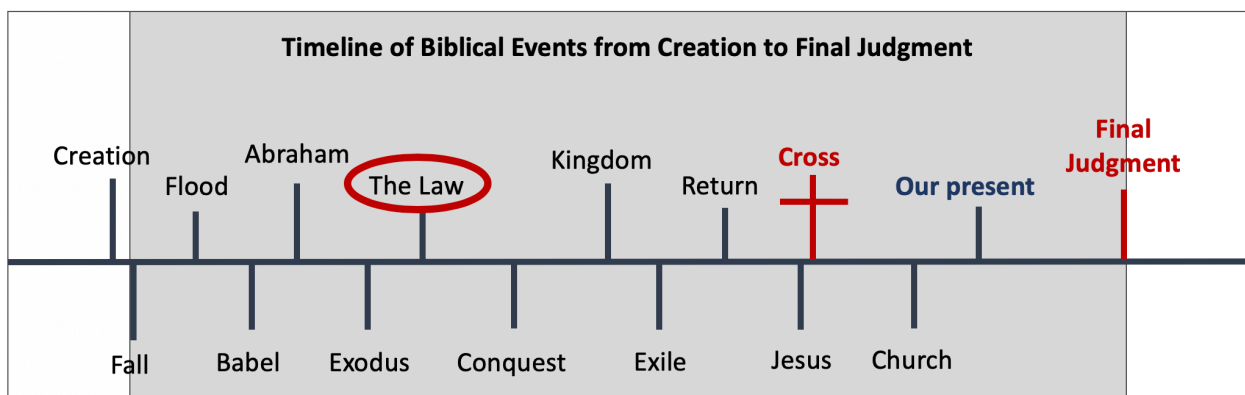 Timeline of Biblical Events from Creation to Final Judgment
Creation
Flood
Abraham
The Law
Kingdom
Return
Cross
Our present
Final
Judgment
Fall
Babel
Exodus
Conquest
Exile
Jesus
Church